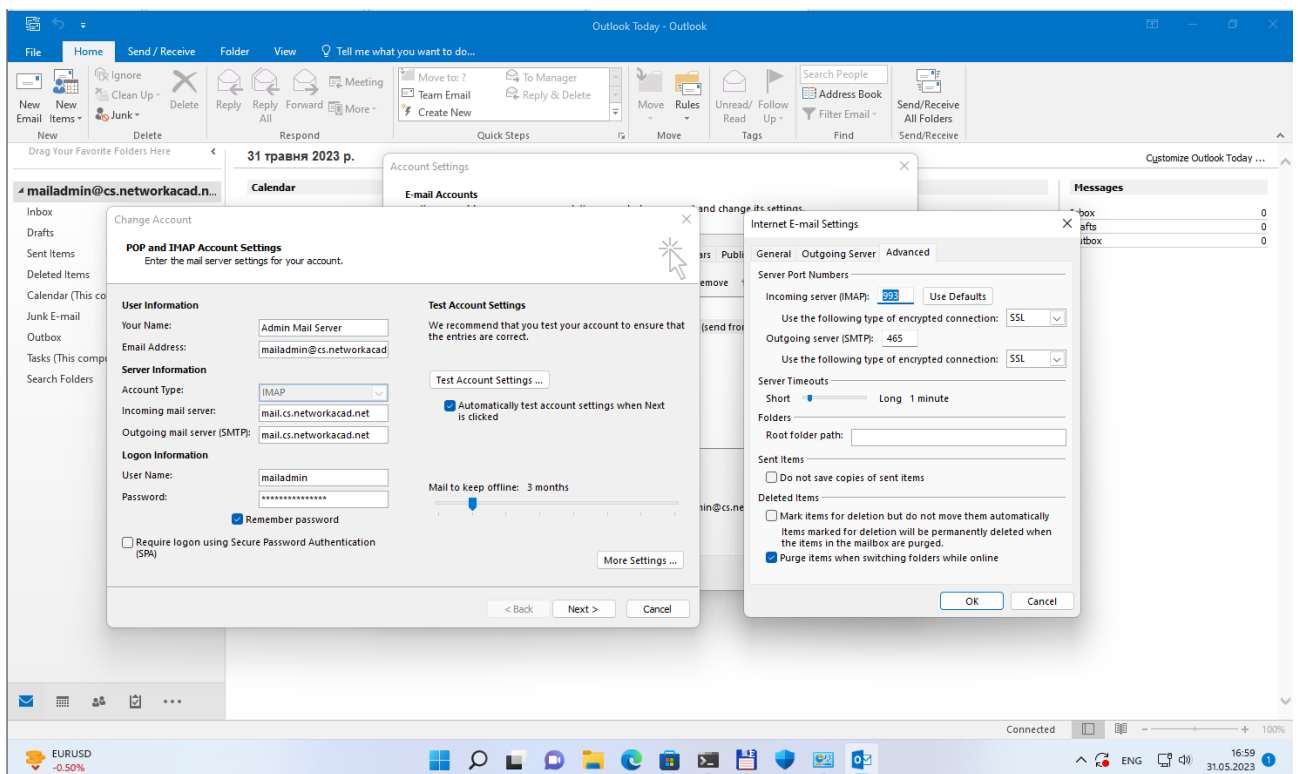 Outlook Today - Outlook
File Home Send / Receive Folder View Tell me what you want to do...
New Email
New Items
Ignore
Clean Up
Junk
Delete
Reply
Reply All
Forward
Meeting
More
Move to: ?
Team Email
Create New
To Manager
Reply & Delete
Move
Rules
Unread/ Read
Follow Up
Search People
Address Book
Filter Email
Send/Receive All Folders
New Delete Respond Quick Steps Move Tags Find Send/Receive
Drag Your Favorite Folders Here
mailadmin@cs.networkacad.n...
Inbox
Drafts
Sent Items
Deleted Items
Calendar (This co
Junk E-mail
Outbox
Tasks (This compu
Search Folders
31 травня 2023 р.
Customize Outlook Today ...
Calendar
Messages
0
afts 0
0
Account Settings
E-mail Accounts
and change its settings.
ars Publi
emove
(send fron
in@cs.ne
Change Account
POP and IMAP Account Settings
Enter the mail server settings for your account.
User Information
Your Name: Admin Mail Server
Email Address: mailadmin@cs.networkacad
Server Information
Account Type: IMAP
Incoming mail server: mail.cs.networkacad.net
Outgoing mail server (SMTP): mail.cs.networkacad.net
Logon Information
User Name: mailadmin
Password: ***************
Remember password
Require logon using Secure Password Authentication
(SPA)
Test Account Settings
We recommend that you test your account to ensure that
the entries are correct.
Test Account Settings ...
Automatically test account settings when Next
is clicked
Mail to keep offline: 3 months
More Settings ...
< Back Next > Cancel
Internet E-mail Settings
General Outgoing Server Advanced
Server Port Numbers
Incoming server (IMAP): 993 Use Defaults
Use the following type of encrypted connection: SSL
Outgoing server (SMTP): 465
Use the following type of encrypted connection: SSL
Server Timeouts
Short Long 1 minute
Folders
Root folder path:
Sent Items
Do not save copies of sent items
Deleted Items
Mark items for deletion but do not move them automatically
Items marked for deletion will be permanently deleted when
the items in the mailbox are purged.
Purge items when switching folders while online
OK Cancel
Connected 100%
EURUSD
-0.50%
ENG
16:59
31.05.2023
1